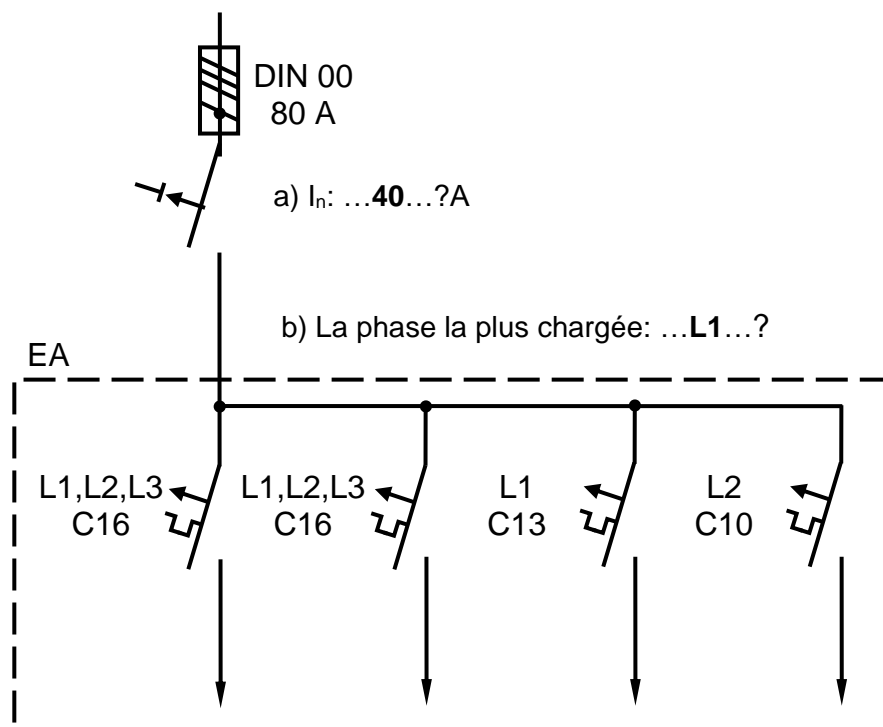 DIN 00
80 A
a) Iₙ: …40…?A
b) La phase la plus chargée: …L1…?
EA
L1,L2,L3
C16
L1,L2,L3
C16
L1
C13
L2
C10